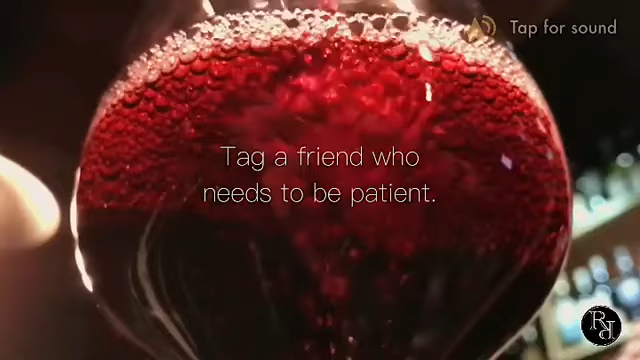 Tap for sound
Tag a friend who
needs to be patient.